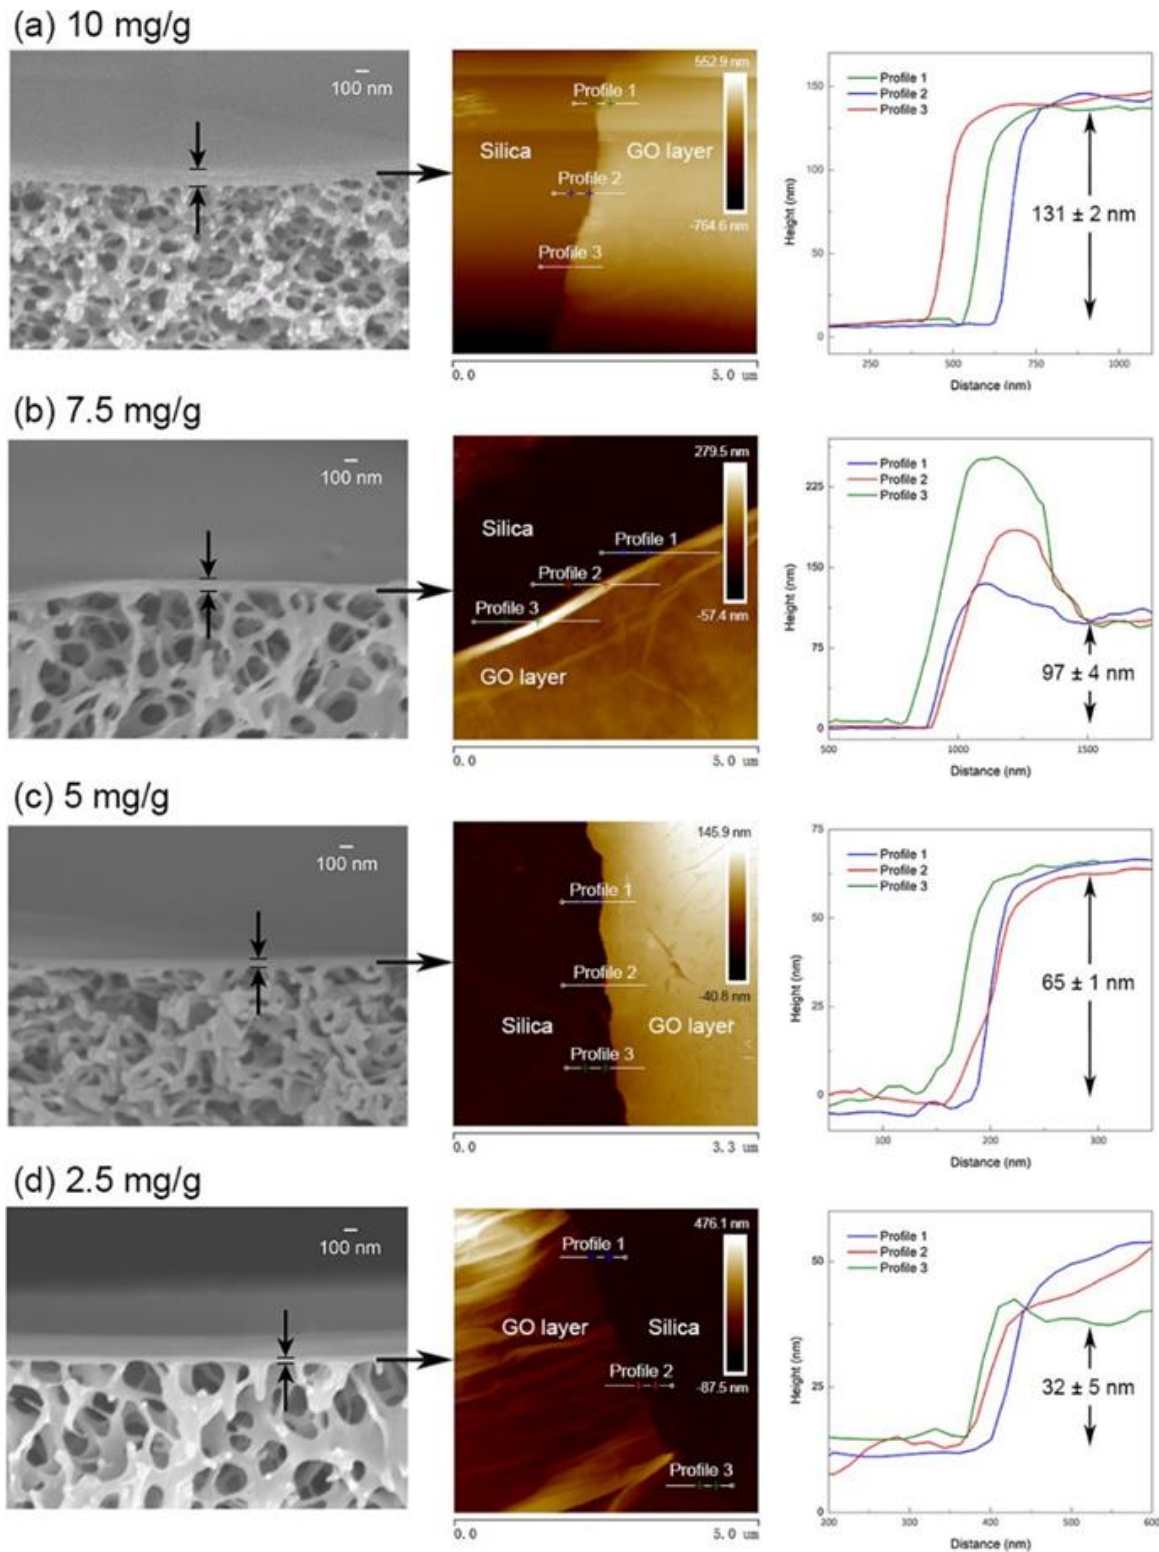 (a) 10 mg/g
100 nm
552.9 nm
Profile 1
Silica
GO layer
Profile 2
-764.6 nm
Profile 3
0.0
5.0 um
Profile 1
Profile 2
Profile 3
150
100
50
0
Height (nm)
131 ± 2 nm
250
500
750
1000
Distance (nm)
(b) 7.5 mg/g
100 nm
279.5 nm
Silica
Profile 1
Profile 2
Profile 3
-57.4 nm
GO layer
0.0
5.0 um
Profile 1
Profile 2
Profile 3
225
150
75
0
Height (nm)
97 ± 4 nm
500
1000
1500
Distance (nm)
(c) 5 mg/g
100 nm
145.9 nm
Profile 1
Profile 2
-40.8 nm
Silica
GO layer
Profile 3
0.0
3.3 um
75
Profile 1
Profile 2
Profile 3
50
25
0
Height (nm)
65 ± 1 nm
100
200
300
Distance (nm)
(d) 2.5 mg/g
100 nm
476.1 nm
Profile 1
GO layer
Silica
Profile 2
-87.5 nm
Profile 3
0.0
5.0 um
Profile 1
Profile 2
Profile 3
50
25
0
Height (nm)
32 ± 5 nm
200
300
400
500
600
Distance (nm)